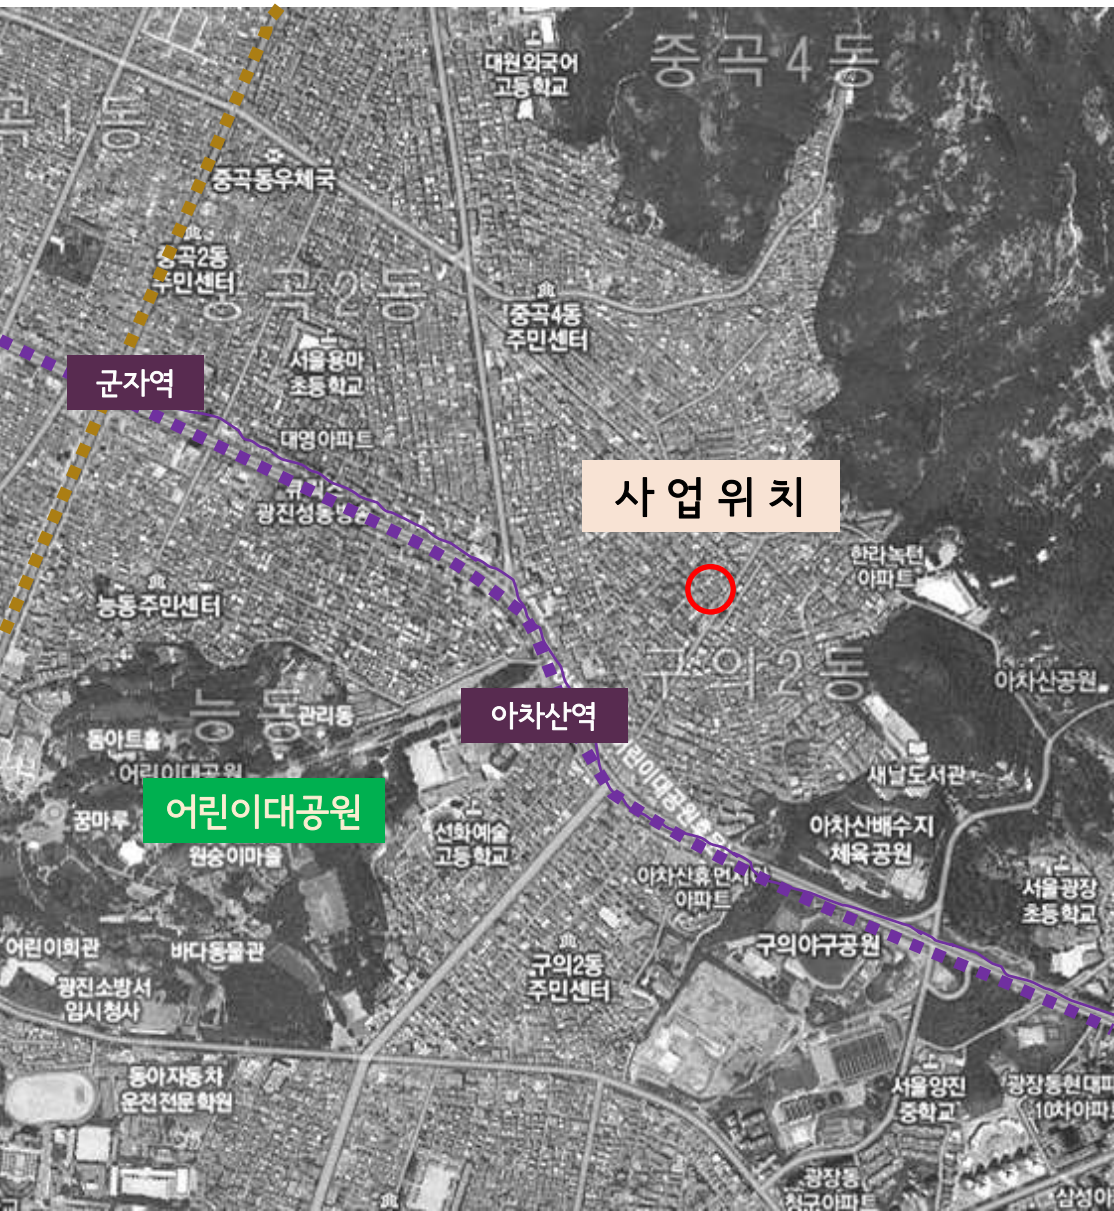 대원외국어
고등학교
중곡4동
곡1동
중곡동우체국
중곡2동
주민센터
중곡2동
중곡4동
주민센터
서울용마
초등학교
군자역
대영아파트
사업위치
한라녹턴
아파트
능동주민센터
구의2동
아차산공원
능동
관리동
아차산역
돔아트홀
어린이대공원
새날도서관
어린이대공원
꿈마루
선화예술
고등학교
아차산배수지
체육공원
원숭이마을
아파트
서울광장
초등학교
어린이회관
바다동물관
구의야구공원
구의2동
주민센터
광진소방서
임시청사
동아자동차
운전전문학원
서울양진
중학교
광장동현대파
10차아파
광장동
청구아파트
삼성아